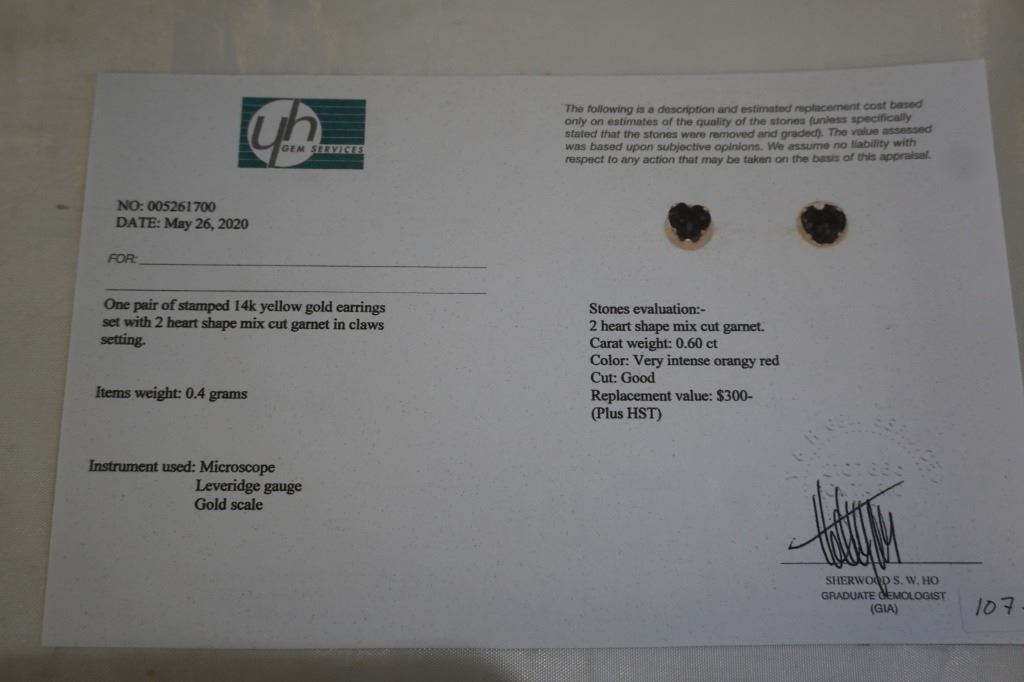 yh
GEM SERVICES
The following is a description and estimated replacement cost based
only on estimates of the quality of the stones (unless specifically
stated that the stones were removed and graded). The value assessed
was based upon subjective opinions. We assume no liability with
respect to any action that may be taken on the basis of this appraisal.
NO: 005261700
DATE: May 26, 2020
FOR:
One pair of stamped 14k yellow gold earrings
set with 2 heart shape mix cut garnet in claws
setting.
Items weight: 0.4 grams
Instrument used: Microscope
Leveridge gauge
Gold scale
Stones evaluation:-
2 heart shape mix cut garnet.
Carat weight: 0.60 ct
Color: Very intense orangy red
Cut: Good
Replacement value: $300-
(Plus HST)
SHERWOOD S. W. HO
GRADUATE GEMOLOGIST
(GIA)
107